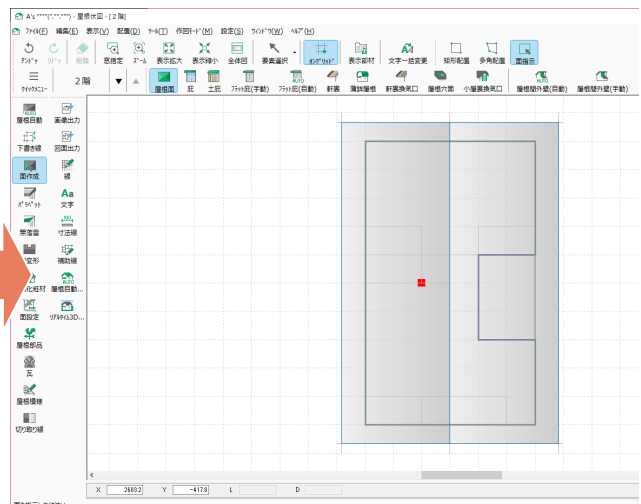 A's ****(*.**.***) - 屋根伏図 - [2 階]
ファイル(F) 編集(E) 表示(V) 配置(D) ツール(T) 作図モード(M) 設定(S) ウインドウ(W) ヘルプ(H)
アンドゥ リドゥ 削除 窓指定 ズーム 表示拡大 表示縮小 全体図 要素選択 オンデグリッド 表示部材 文字一括変更 矩形配置 多角配置 面指示
クイックメニュー 2 階 ▼ ▲ 屋根面 庇 土庇 フラット庇(手動) フラット庇(自動) 軒裏 薄鉾屋根 軒裏換気口 屋根穴面 小屋裏換気口 屋根間外壁(自動) 屋根間外壁(手動)
屋根自動 画像出力
下書き線 図面出力
面作成 線
パラペット Aa 文字
無落雪 寸法線
変形 補助線
化粧材 屋根自動...
面設定 リアルタイム3D...
屋根部品
瓦
屋根模様
切り取り線
X 2603.2 Y -417.8 L D